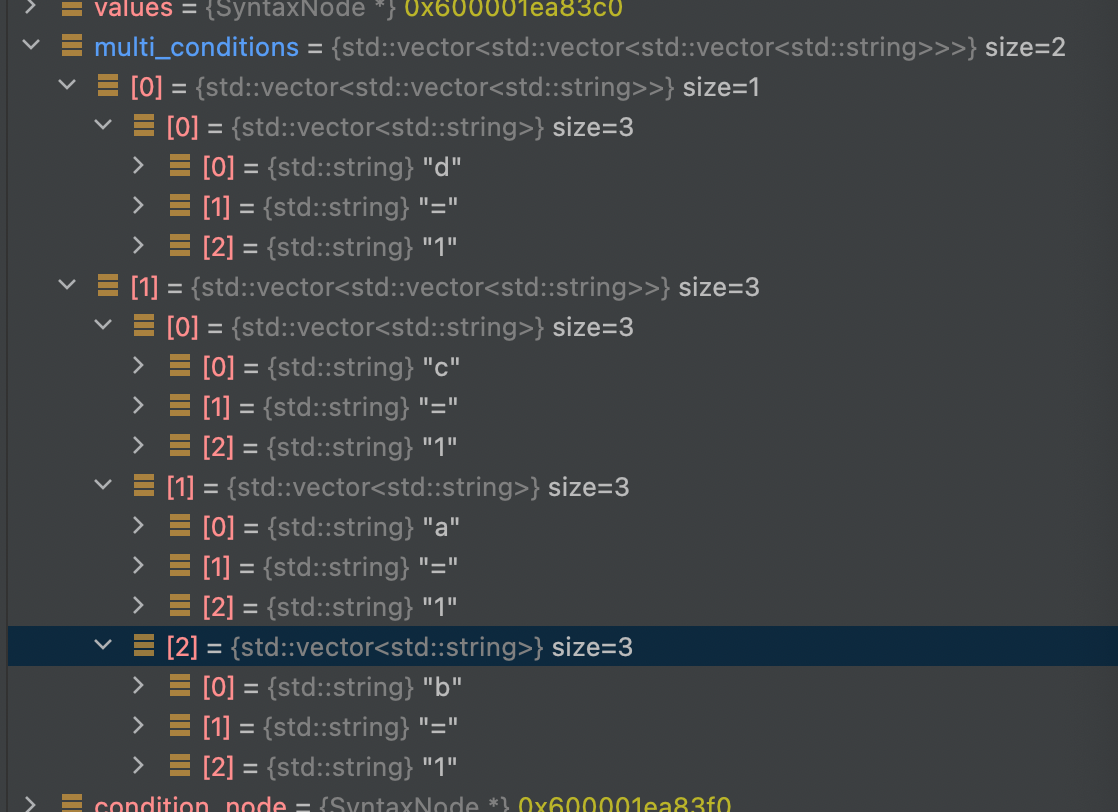 values = {SyntaxNode *} 0x600001ea83c0
multi_conditions = {std::vector<std::vector<std::vector<std::string>>>} size=2
[0] = {std::vector<std::vector<std::string>>} size=1
[0] = {std::vector<std::string>} size=3
[0] = {std::string} "d"
[1] = {std::string} "="
[2] = {std::string} "1"
[1] = {std::vector<std::vector<std::string>>} size=3
[0] = {std::vector<std::string>} size=3
[0] = {std::string} "c"
[1] = {std::string} "="
[2] = {std::string} "1"
[1] = {std::vector<std::string>} size=3
[0] = {std::string} "a"
[1] = {std::string} "="
[2] = {std::string} "1"
[2] = {std::vector<std::string>} size=3
[0] = {std::string} "b"
[1] = {std::string} "="
[2] = {std::string} "1"
condition_node = {SyntaxNode *} 0x600001ea83f0